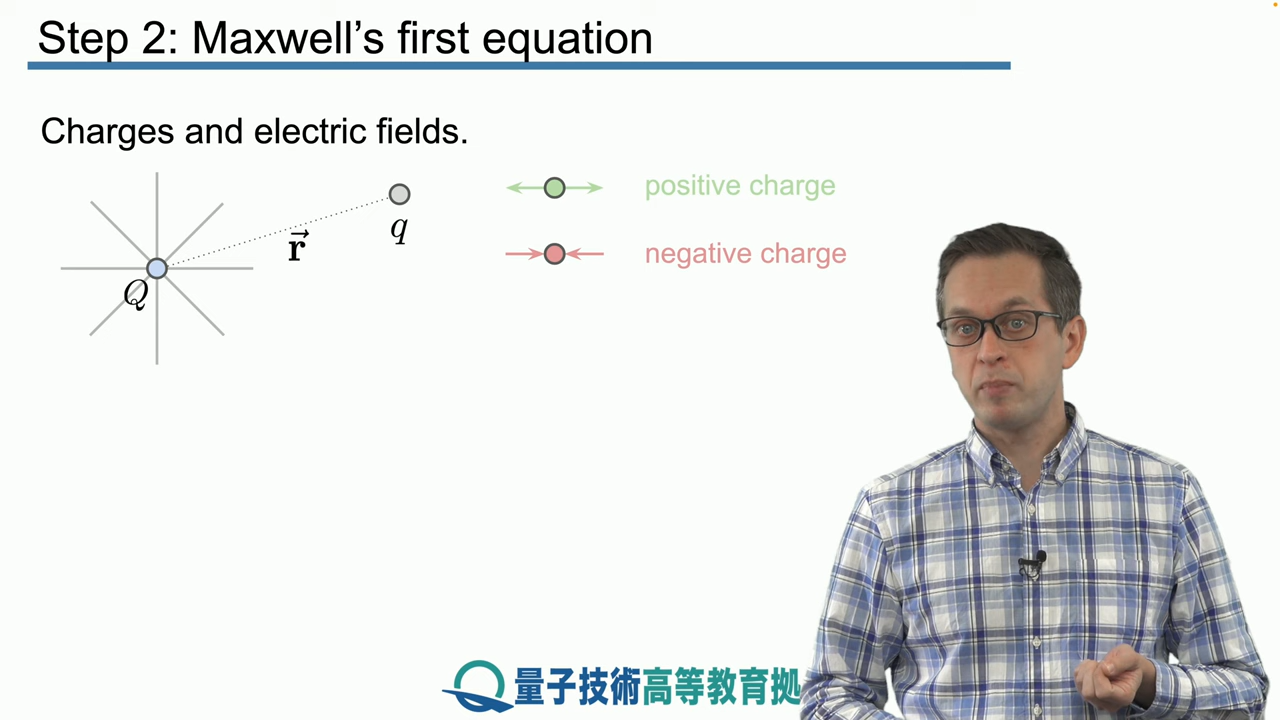 Step 2: Maxwell’s first equation
Charges and electric fields.
positive charge
q
r⃗
negative charge
Q
量子技術高等教育拠